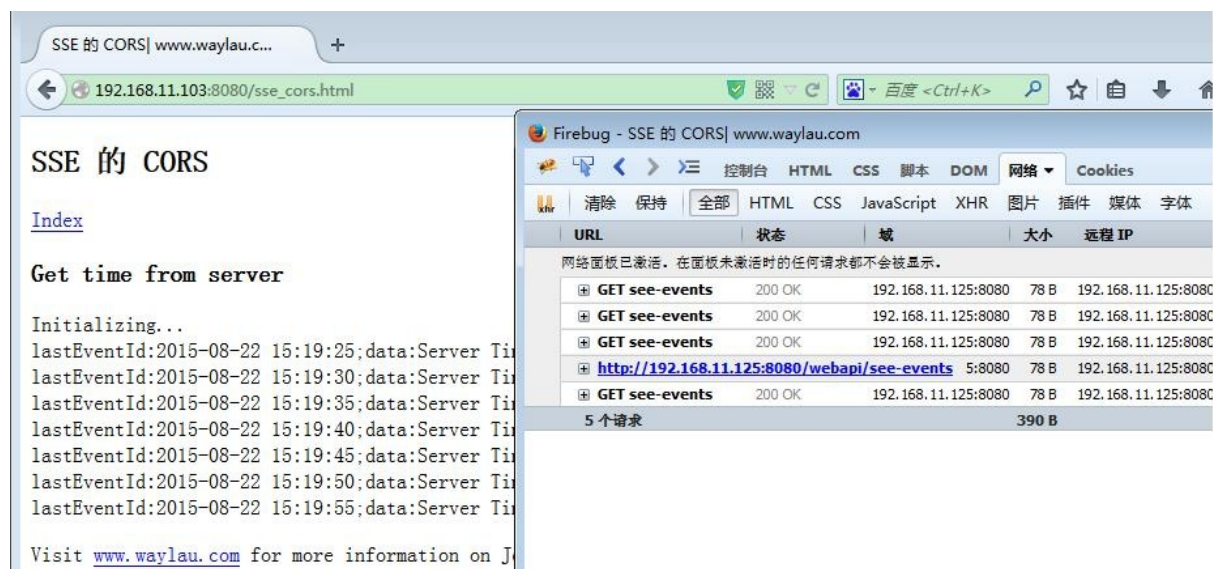 SSE 的 CORS| www.waylau.c...
192.168.11.103:8080/sse_cors.html
百度 <Ctrl+K>
SSE 的 CORS
Index
Get time from server
Initializing...
lastEventId:2015-08-22 15:19:25;data:Server Ti
lastEventId:2015-08-22 15:19:30;data:Server Ti
lastEventId:2015-08-22 15:19:35;data:Server Ti
lastEventId:2015-08-22 15:19:40;data:Server Ti
lastEventId:2015-08-22 15:19:45;data:Server Ti
lastEventId:2015-08-22 15:19:50;data:Server Ti
lastEventId:2015-08-22 15:19:55;data:Server Ti
Visit www.waylau.com for more information on J
Firebug - SSE 的 CORS| www.waylau.com
控制台 HTML CSS 脚本 DOM 网络 Cookies
xhr 清除 保持 全部 HTML CSS JavaScript XHR 图片 插件 媒体 字体
URL 状态 域 大小 远程 IP
网络面板已激活。在面板未激活时的任何请求都不会被显示。
GET see-events 200 OK 192.168.11.125:8080 78 B 192.168.11.125:8080
GET see-events 200 OK 192.168.11.125:8080 78 B 192.168.11.125:8080
GET see-events 200 OK 192.168.11.125:8080 78 B 192.168.11.125:8080
http://192.168.11.125:8080/webapi/see-events 5:8080 78 B 192.168.11.125:8080
GET see-events 200 OK 192.168.11.125:8080 78 B 192.168.11.125:8080
5 个请求 390 B